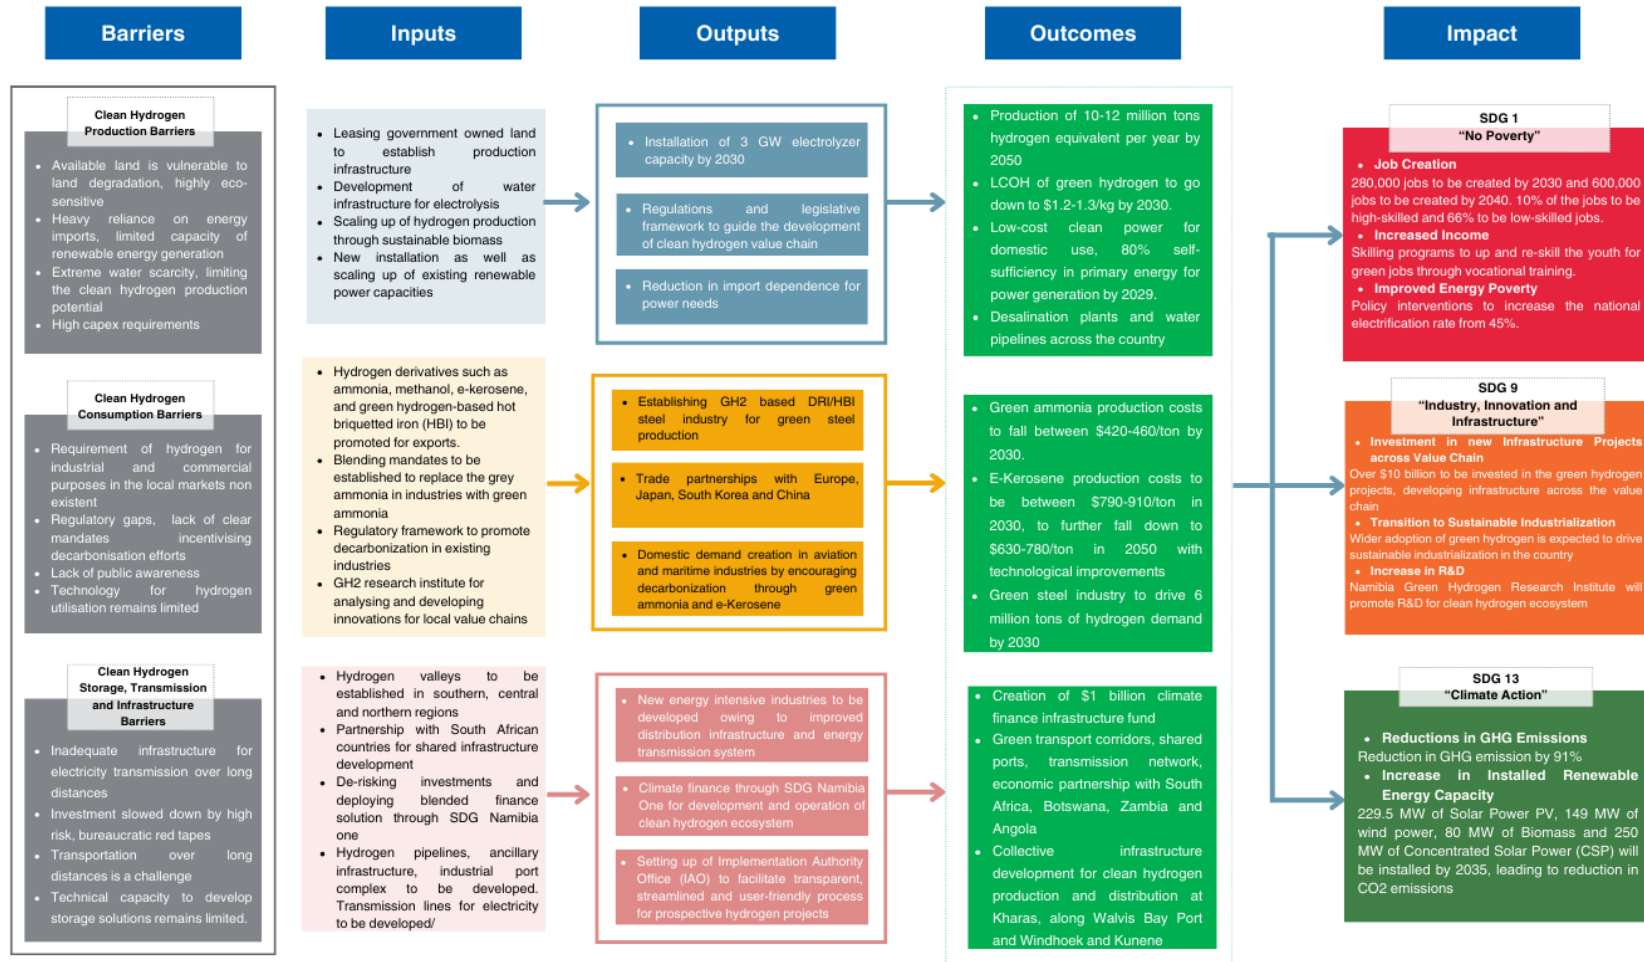 Barriers
Inputs
Outputs
Outcomes
Impact
Clean Hydrogen
Production Barriers
• Available land is vulnerable to
land degradation, highly eco-
sensitive
• Heavy reliance on energy
imports, limited capacity of
renewable energy generation
• Extreme water scarcity, limiting
the clean hydrogen production
potential
• High capex requirements
Clean Hydrogen
Consumption Barriers
• Requirement of hydrogen for
industrial and commercial
purposes in the local markets non
existent
• Regulatory gaps, lack of clear
mandates incentivising
decarbonisation efforts
• Lack of public awareness
• Technology for hydrogen
utilisation remains limited
Clean Hydrogen
Storage, Transmission
and Infrastructure
Barriers
• Inadequate infrastructure for
electricity transmission over long
distances
• Investment slowed down by high
risk, bureaucratic red tapes
• Transportation over long
distances is a challenge
• Technical capacity to develop
storage solutions remains limited.
• Leasing government owned land
to establish production
infrastructure
• Development of water
infrastructure for electrolysis
• Scaling up of hydrogen production
through sustainable biomass
• New installation as well as
scaling up of existing renewable
power capacities
• Hydrogen derivatives such as
ammonia, methanol, e-kerosene,
and green hydrogen-based hot
briquetted iron (HBI) to be
promoted for exports.
• Blending mandates to be
established to replace the grey
ammonia in industries with green
ammonia
• Regulatory framework to promote
decarbonization in existing
industries
• GH2 research institute for
analysing and developing
innovations for local value chains
• Hydrogen valleys to be
established in southern, central
and northern regions
• Partnership with South African
countries for shared infrastructure
development
• De-risking investments and
deploying blended finance
solution through SDG Namibia
one
• Hydrogen pipelines, ancillary
infrastructure, industrial port
complex to be developed.
Transmission lines for electricity
to be developed/
• Installation of 3 GW electrolyzer
capacity by 2030
• Regulations and legislative
framework to guide the development
of clean hydrogen value chain
• Reduction in import dependence for
power needs
• Establishing GH2 based DRI/HBI
steel industry for green steel
production
• Trade partnerships with Europe,
Japan, South Korea and China
• Domestic demand creation in aviation
and maritime industries by encouraging
decarbonization through green
ammonia and e-Kerosene
• New energy intensive industries to be
developed owing to improved
distribution infrastructure and energy
transmission system
• Climate finance through SDG Namibia
One for development and operation of
clean hydrogen ecosystem
• Setting up of Implementation Authority
Office (IAO) to facilitate transparent,
streamlined and user-friendly process
for prospective hydrogen projects
• Production of 10-12 million tons
hydrogen equivalent per year by
2050
• LCOH of green hydrogen to go
down to $1.2-1.3/kg by 2030.
• Low-cost clean power for
domestic use, 80% self-
sufficiency in primary energy for
power generation by 2029.
• Desalination plants and water
pipelines across the country
• Green ammonia production costs
to fall between $420-460/ton by
2030.
• E-Kerosene production costs to
be between $790-910/ton in
2030, to further fall down to
$630-780/ton in 2050 with
technological improvements
• Green steel industry to drive 6
million tons of hydrogen demand
by 2030
• Creation of $1 billion climate
finance infrastructure fund
• Green transport corridors, shared
ports, transmission network,
economic partnership with South
Africa, Botswana, Zambia and
Angola
• Collective infrastructure
development for clean hydrogen
production and distribution at
Kharas, along Walvis Bay Port
and Windhoek and Kunene
SDG 1
“No Poverty”
• Job Creation
280,000 jobs to be created by 2030 and 600,000
jobs to be created by 2040. 10% of the jobs to be
high-skilled and 66% to be low-skilled jobs.
• Increased Income
Skilling programs to up and re-skill the youth for
green jobs through vocational training.
• Improved Energy Poverty
Policy interventions to increase the national
electrification rate from 45%.
SDG 9
“Industry, Innovation and
Infrastructure”
• Investment in new Infrastructure Projects
across Value Chain
Over $10 billion to be invested in the green hydrogen
projects, developing infrastructure across the value
chain
• Transition to Sustainable Industrialization
Wider adoption of green hydrogen is expected to drive
sustainable industrialization in the country
• Increase in R&D
Namibia Green Hydrogen Research Institute will
promote R&D for clean hydrogen ecosystem
SDG 13
“Climate Action”
• Reductions in GHG Emissions
Reduction in GHG emission by 91%
• Increase in Installed Renewable
Energy Capacity
229.5 MW of Solar Power PV, 149 MW of
wind power, 80 MW of Biomass and 250
MW of Concentrated Solar Power (CSP) will
be installed by 2035, leading to reduction in
CO2 emissions